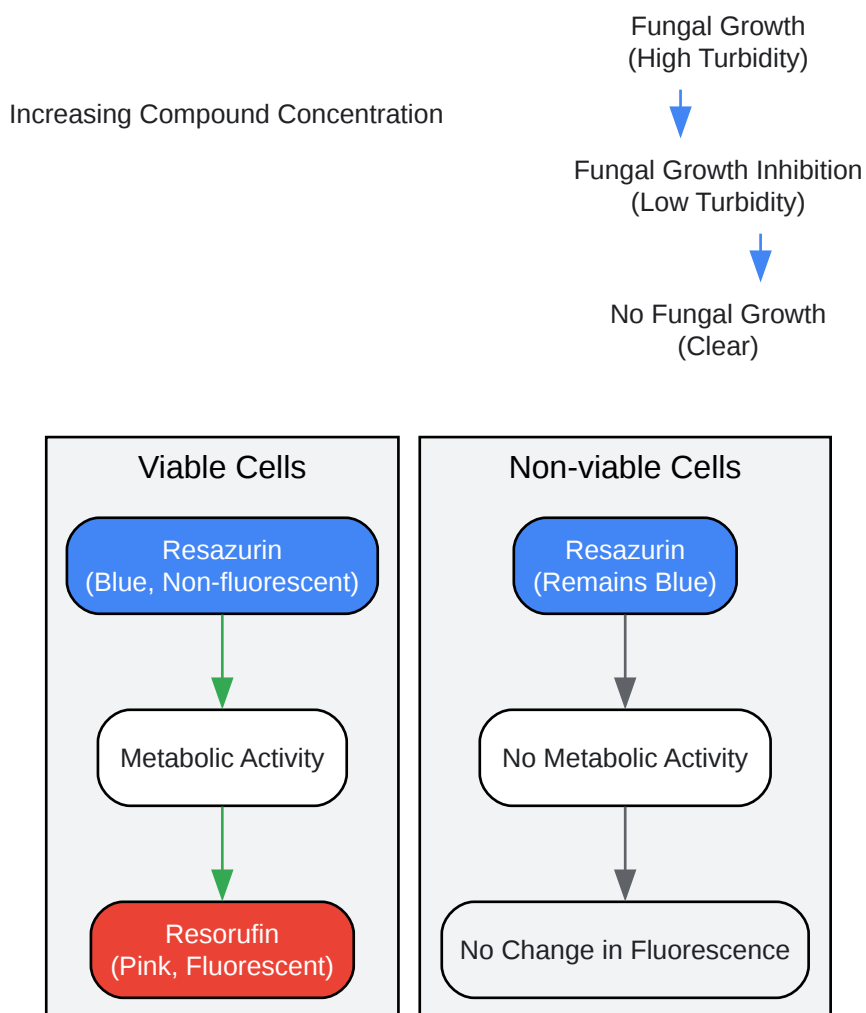 Fungal Growth
(High Turbidity)
Increasing Compound Concentration
Fungal Growth Inhibition
(Low Turbidity)
No Fungal Growth
(Clear)
Viable Cells
Resazurin
(Blue, Non-fluorescent)
Metabolic Activity
Resorufin
(Pink, Fluorescent)
Non-viable Cells
Resazurin
(Remains Blue)
No Metabolic Activity
No Change in Fluorescence